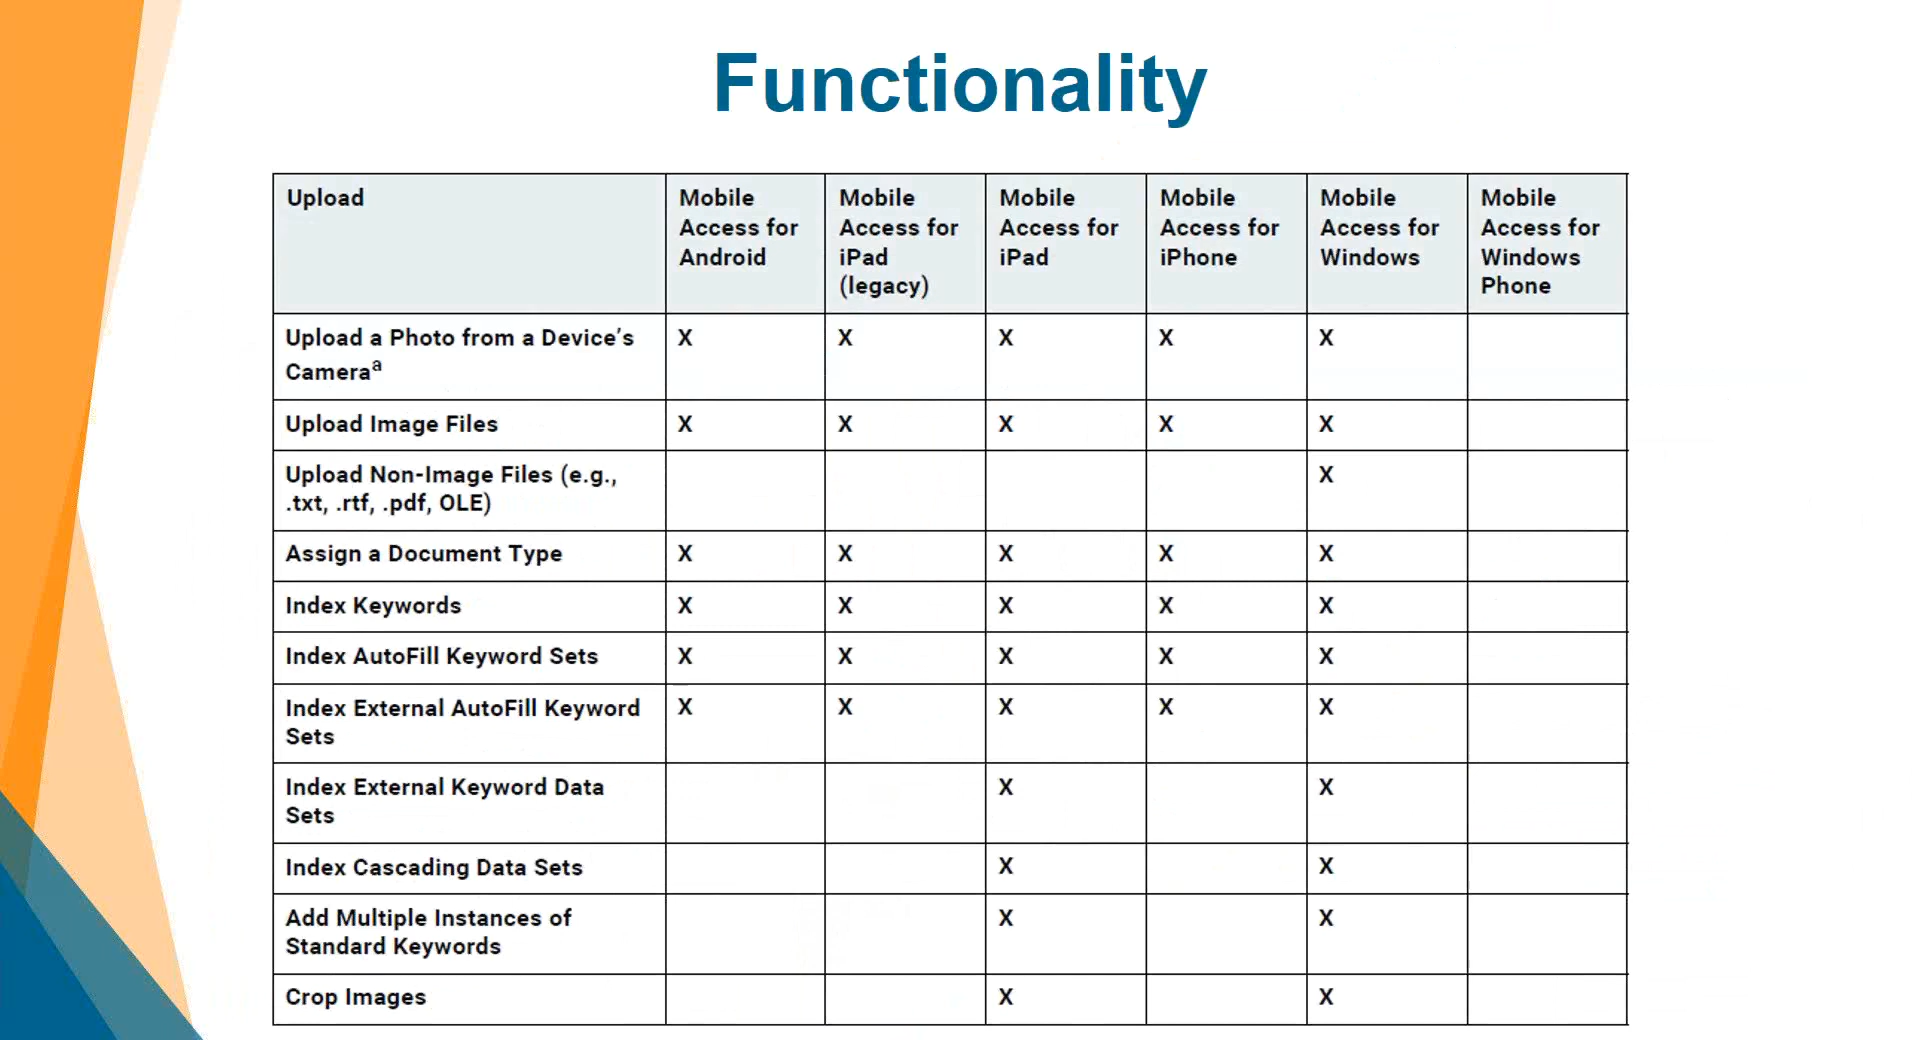 Functionality
Upload
Mobile
Access for
Android
Mobile
Access for
iPad
(legacy)
Mobile
Access for
iPad
Mobile
Access for
iPhone
Mobile
Access for
Windows
Mobile
Access for
Windows
Phone
Upload a Photo from a Device’s
Cameraª
X X X X X
Upload Image Files X X X X X
Upload Non-Image Files (e.g.,
.txt, .rtf, .pdf, OLE)
X
Assign a Document Type X X X X X
Index Keywords X X X X X
Index AutoFill Keyword Sets X X X X X
Index External AutoFill Keyword
Sets
X X X X X
Index External Keyword Data
Sets
X X
Index Cascading Data Sets X X
Add Multiple Instances of
Standard Keywords
X X
Crop Images X X